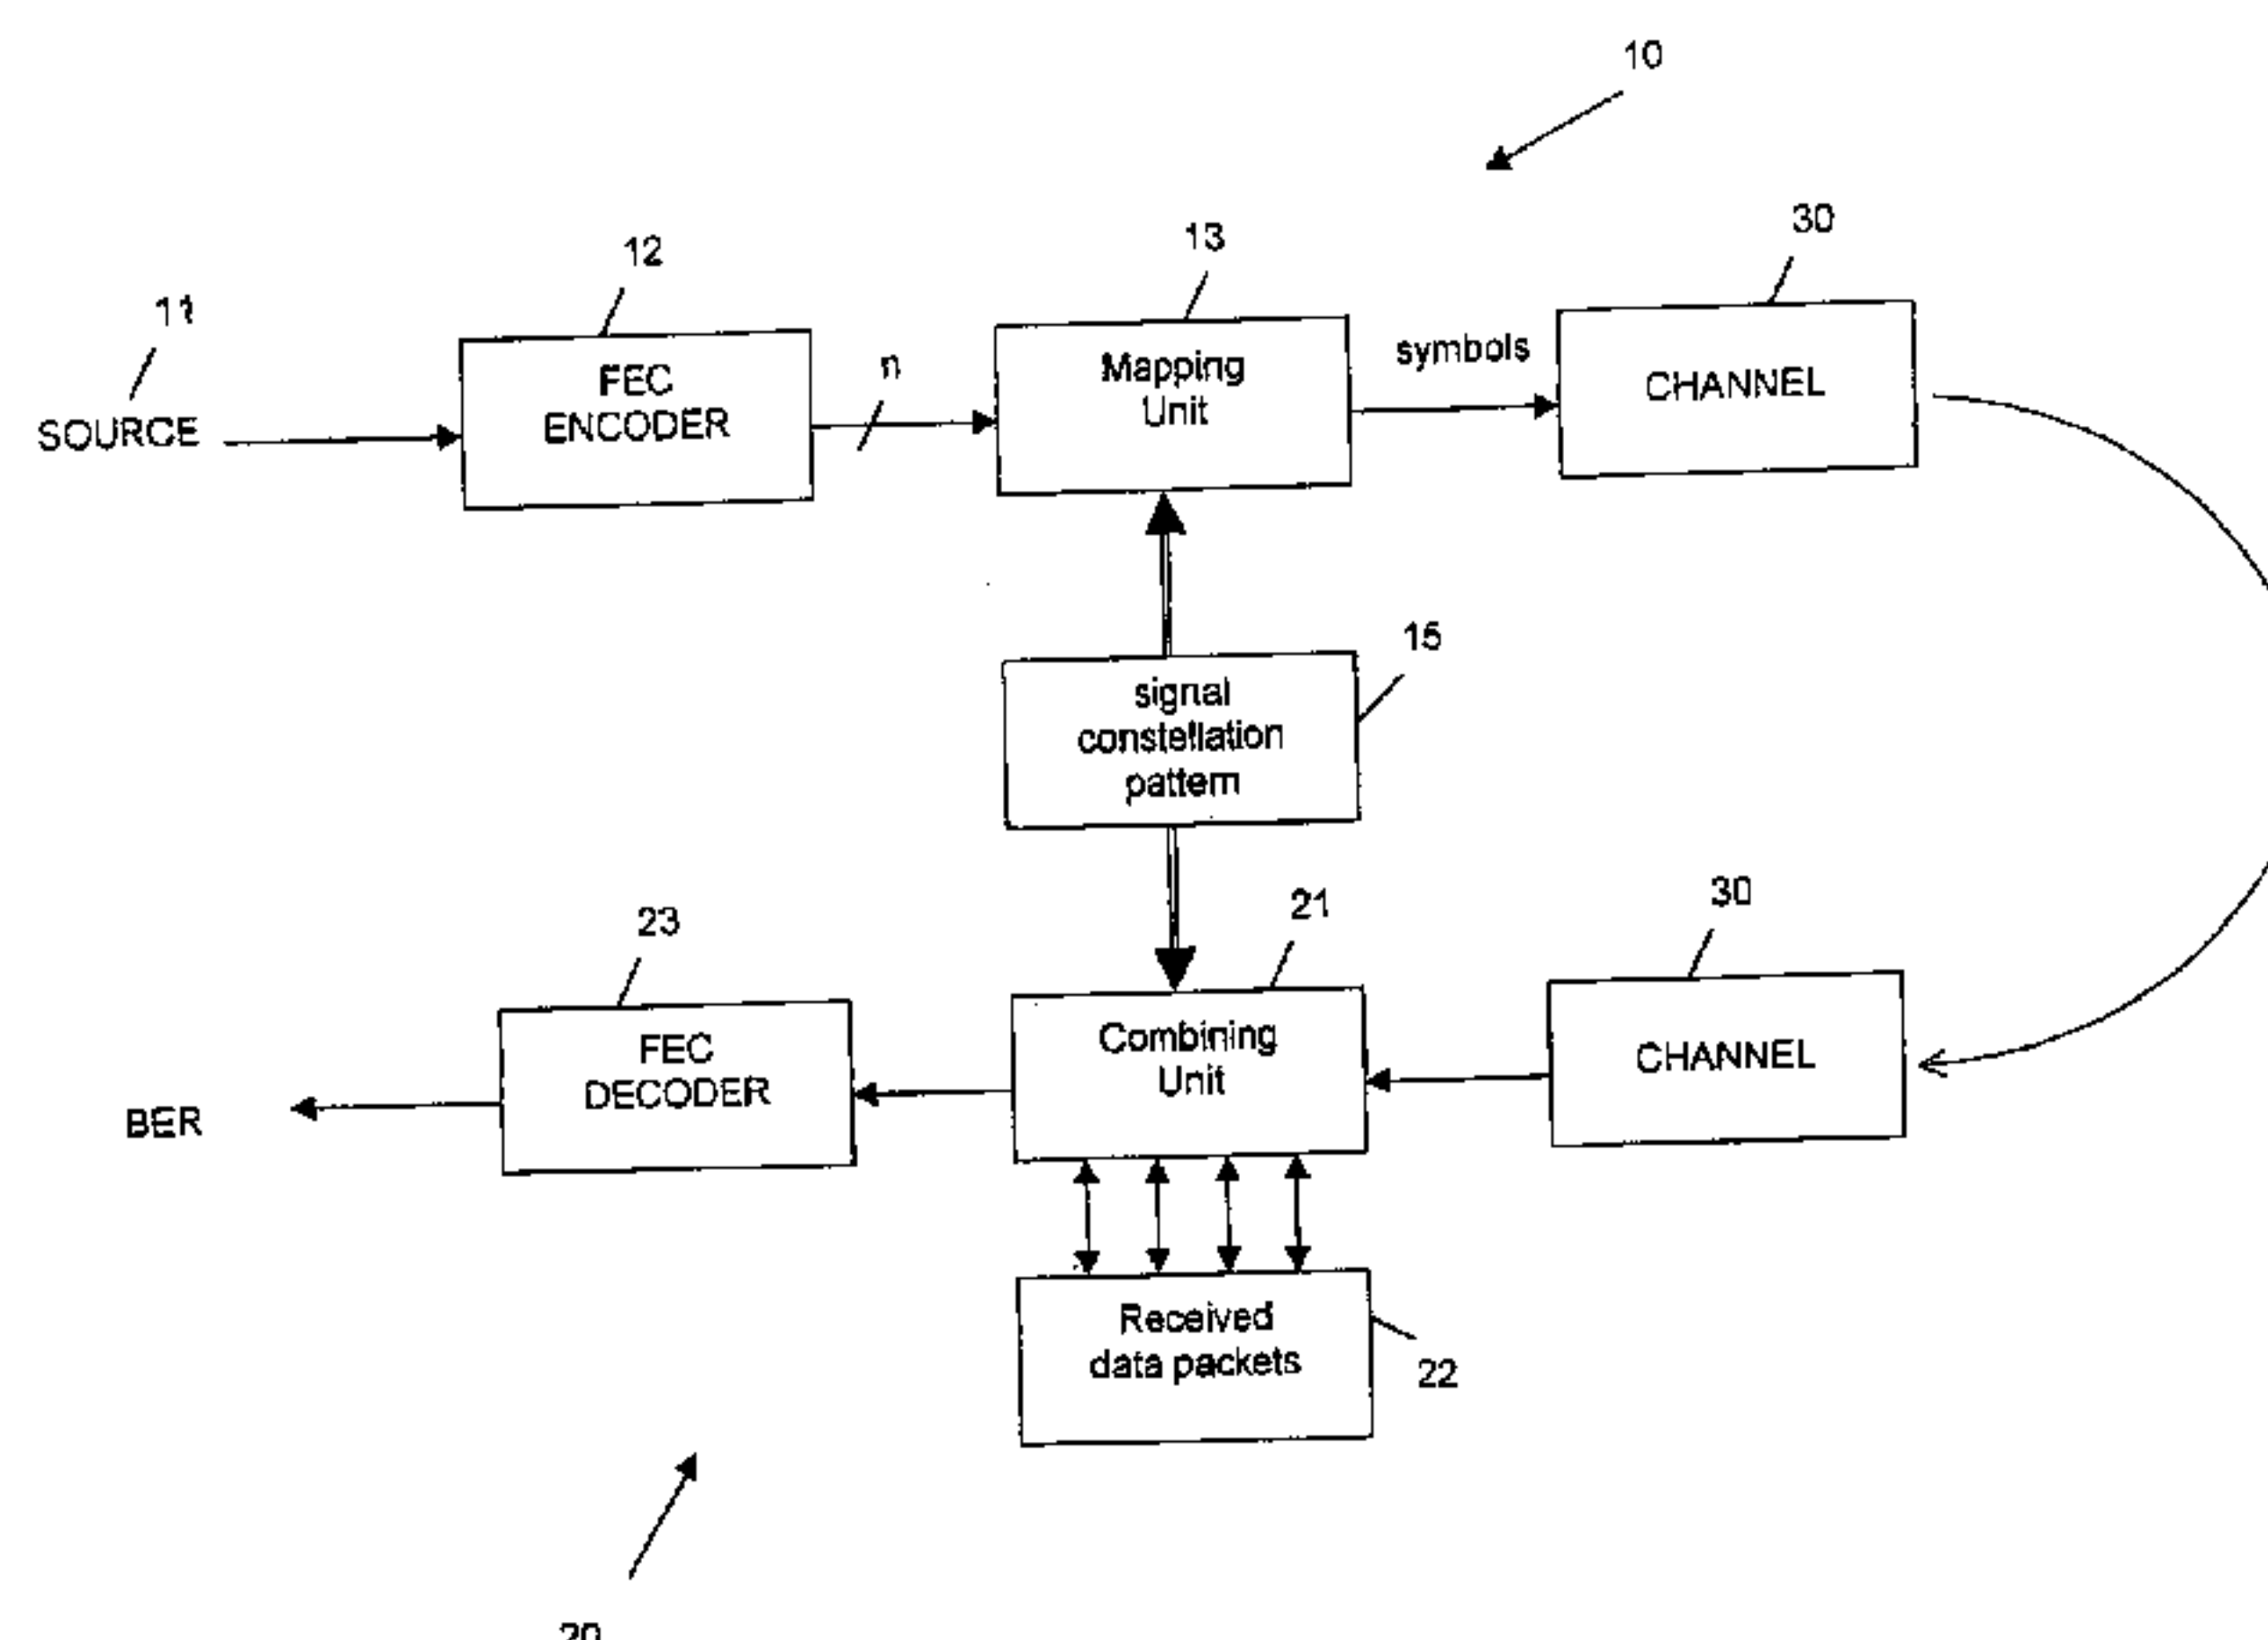 10
30
13
12
11
FEC
ENCODER
n
Mapping
Unit
symbols
CHANNEL
SOURCE
15
signal
constellation
pattern
23
21
30
FEC
DECODER
Combining
Unit
CHANNEL
BER
Received
data packets
22
20